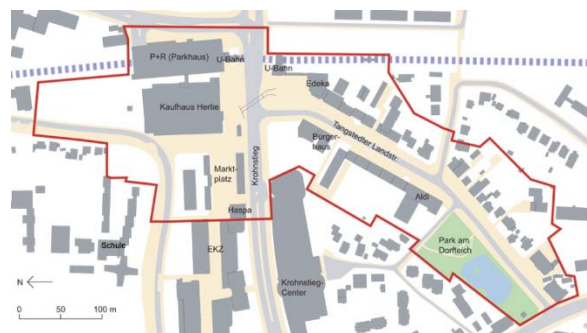 P+R (Parkhaus)
U-Bahn
U-Bahn
Edeka
Kaufhaus Hertie
Tangstedter Landstr.
Bürger-
haus
Krohnstieg
Markt-
platz
Aldi
Haspa
Schule
EKZ
Park am
Dorfteich
N
Krohnstieg-
Center
0 50 100 m